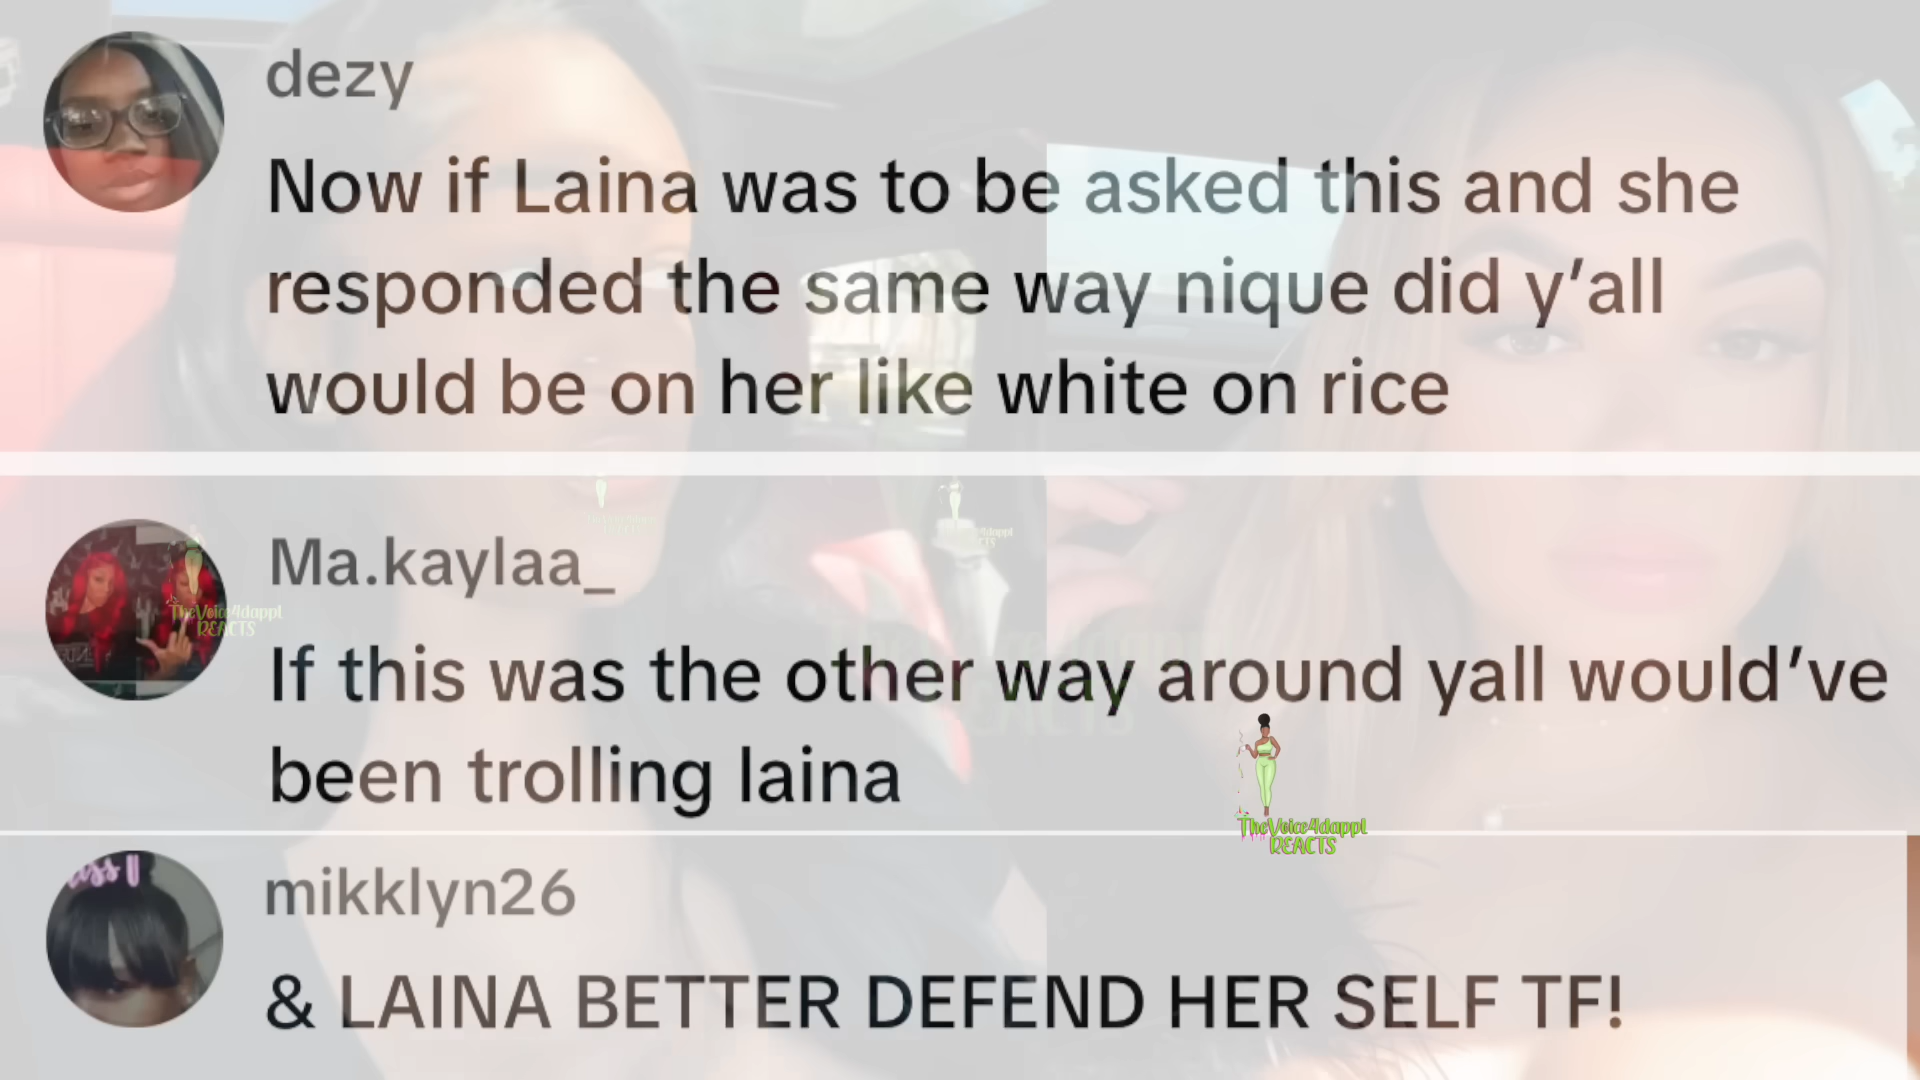 dezy
Now if Laina was to be asked this and she
responded the same way nique did y’all
would be on her like white on rice
Ma.kaylaa_
If this was the other way around yall would’ve
been trolling laina
TheVoice4dappl
REACTS
TheVoice4dappl
REACTS
mikklyn26
& LAINA BETTER DEFEND HER SELF TF!